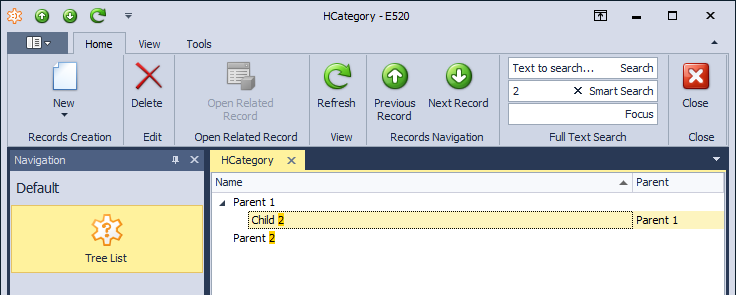 HCategory - E520
Home View Tools
New
Delete
Open Related Record
Refresh
Previous Record
Next Record
Text to search... Search
2 Smart Search
Focus
Close
Records Creation
Edit
Open Related Record
View
Records Navigation
Full Text Search
Close
Navigation
Default
Tree List
HCategory
Name Parent
Parent 1
Child 2 Parent 1
Parent 2